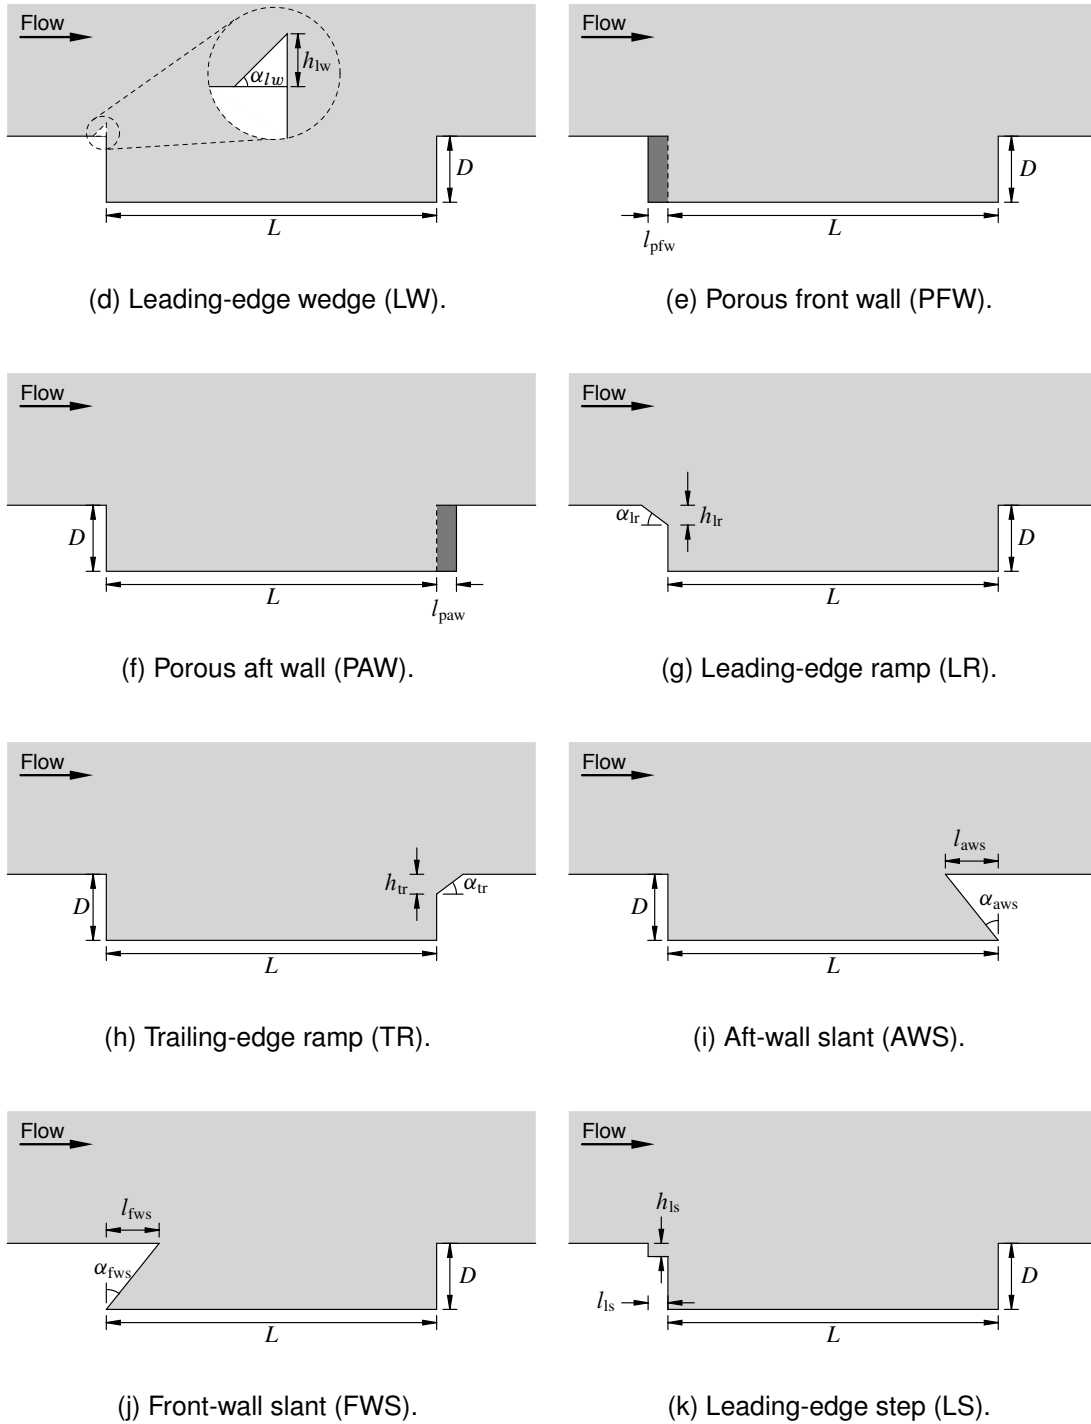 Flow
h_lw
α_lw
D
L
(d) Leading-edge wedge (LW).
Flow
D
L
l_pfw
(e) Porous front wall (PFW).
Flow
D
L
l_paw
(f) Porous aft wall (PAW).
Flow
α_lr
h_lr
D
L
(g) Leading-edge ramp (LR).
Flow
h_tr
α_tr
D
L
(h) Trailing-edge ramp (TR).
Flow
l_aws
α_aws
D
L
(i) Aft-wall slant (AWS).
Flow
l_fws
α_fws
D
L
(j) Front-wall slant (FWS).
Flow
h_ls
D
l_ls
L
(k) Leading-edge step (LS).